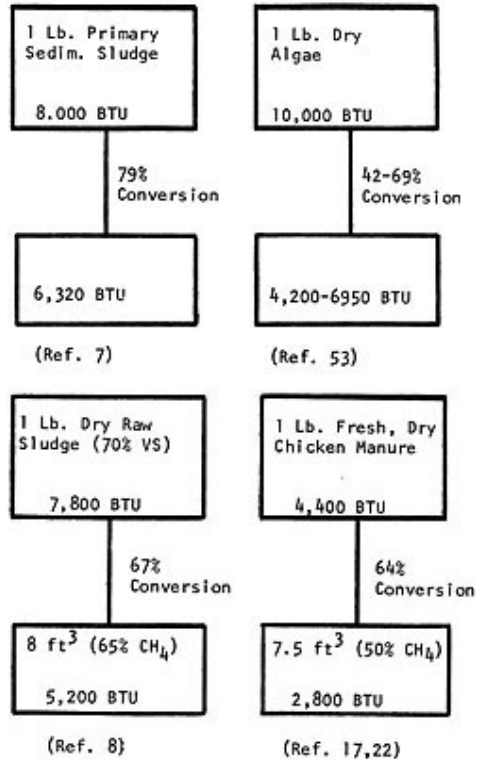 1 Lb. Primary
Sedim. Sludge
8.000 BTU
79%
Conversion
6,320 BTU
(Ref. 7)
1 Lb. Dry
Algae
10,000 BTU
42-69%
Conversion
4,200-6950 BTU
(Ref. 53)
1 Lb. Dry Raw
Sludge (70% VS)
7,800 BTU
67%
Conversion
8 ft³ (65% CH₄)
5,200 BTU
(Ref. 8)
1 Lb. Fresh, Dry
Chicken Manure
4,400 BTU
64%
Conversion
7.5 ft³ (50% CH₄)
2,800 BTU
(Ref. 17,22)